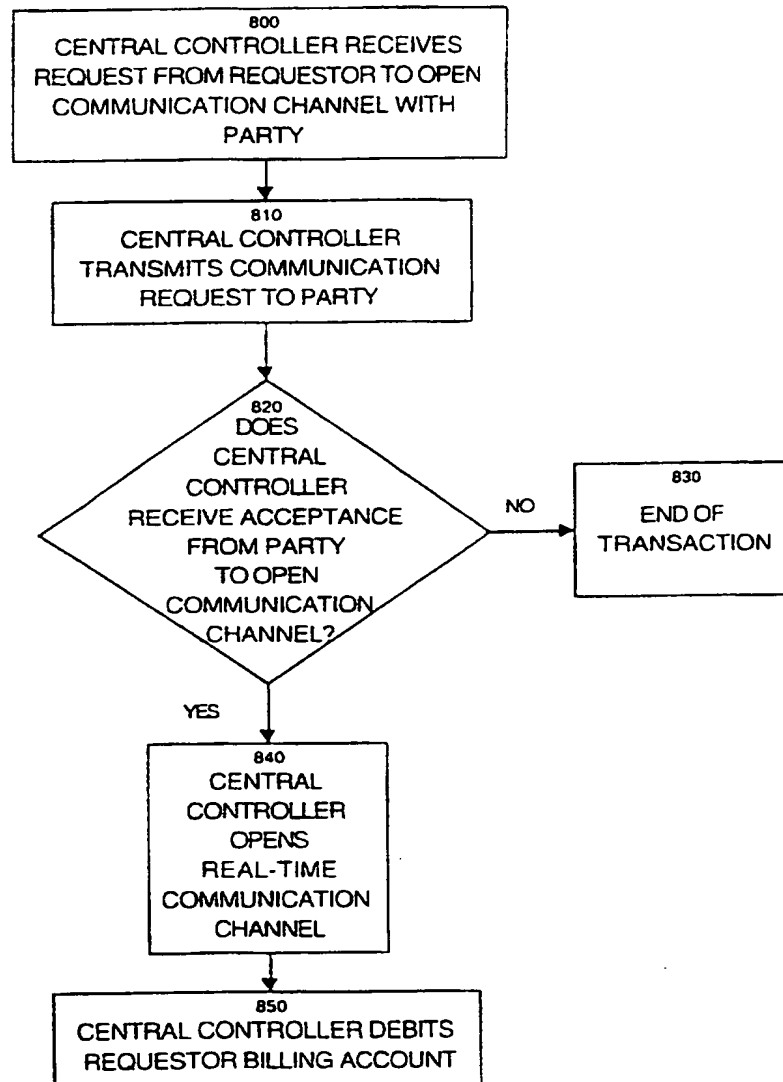 800
CENTRAL CONTROLLER RECEIVES
REQUEST FROM REQUESTOR TO OPEN
COMMUNICATION CHANNEL WITH
PARTY
810
CENTRAL CONTROLLER
TRANSMITS COMMUNICATION
REQUEST TO PARTY
820
DOES
CENTRAL
CONTROLLER
RECEIVE ACCEPTANCE
FROM PARTY
TO OPEN
COMMUNICATION
CHANNEL?
NO
830
END OF
TRANSACTION
YES
840
CENTRAL
CONTROLLER
OPENS
REAL-TIME
COMMUNICATION
CHANNEL
850
CENTRAL CONTROLLER DEBITS
REQUESTOR BILLING ACCOUNT